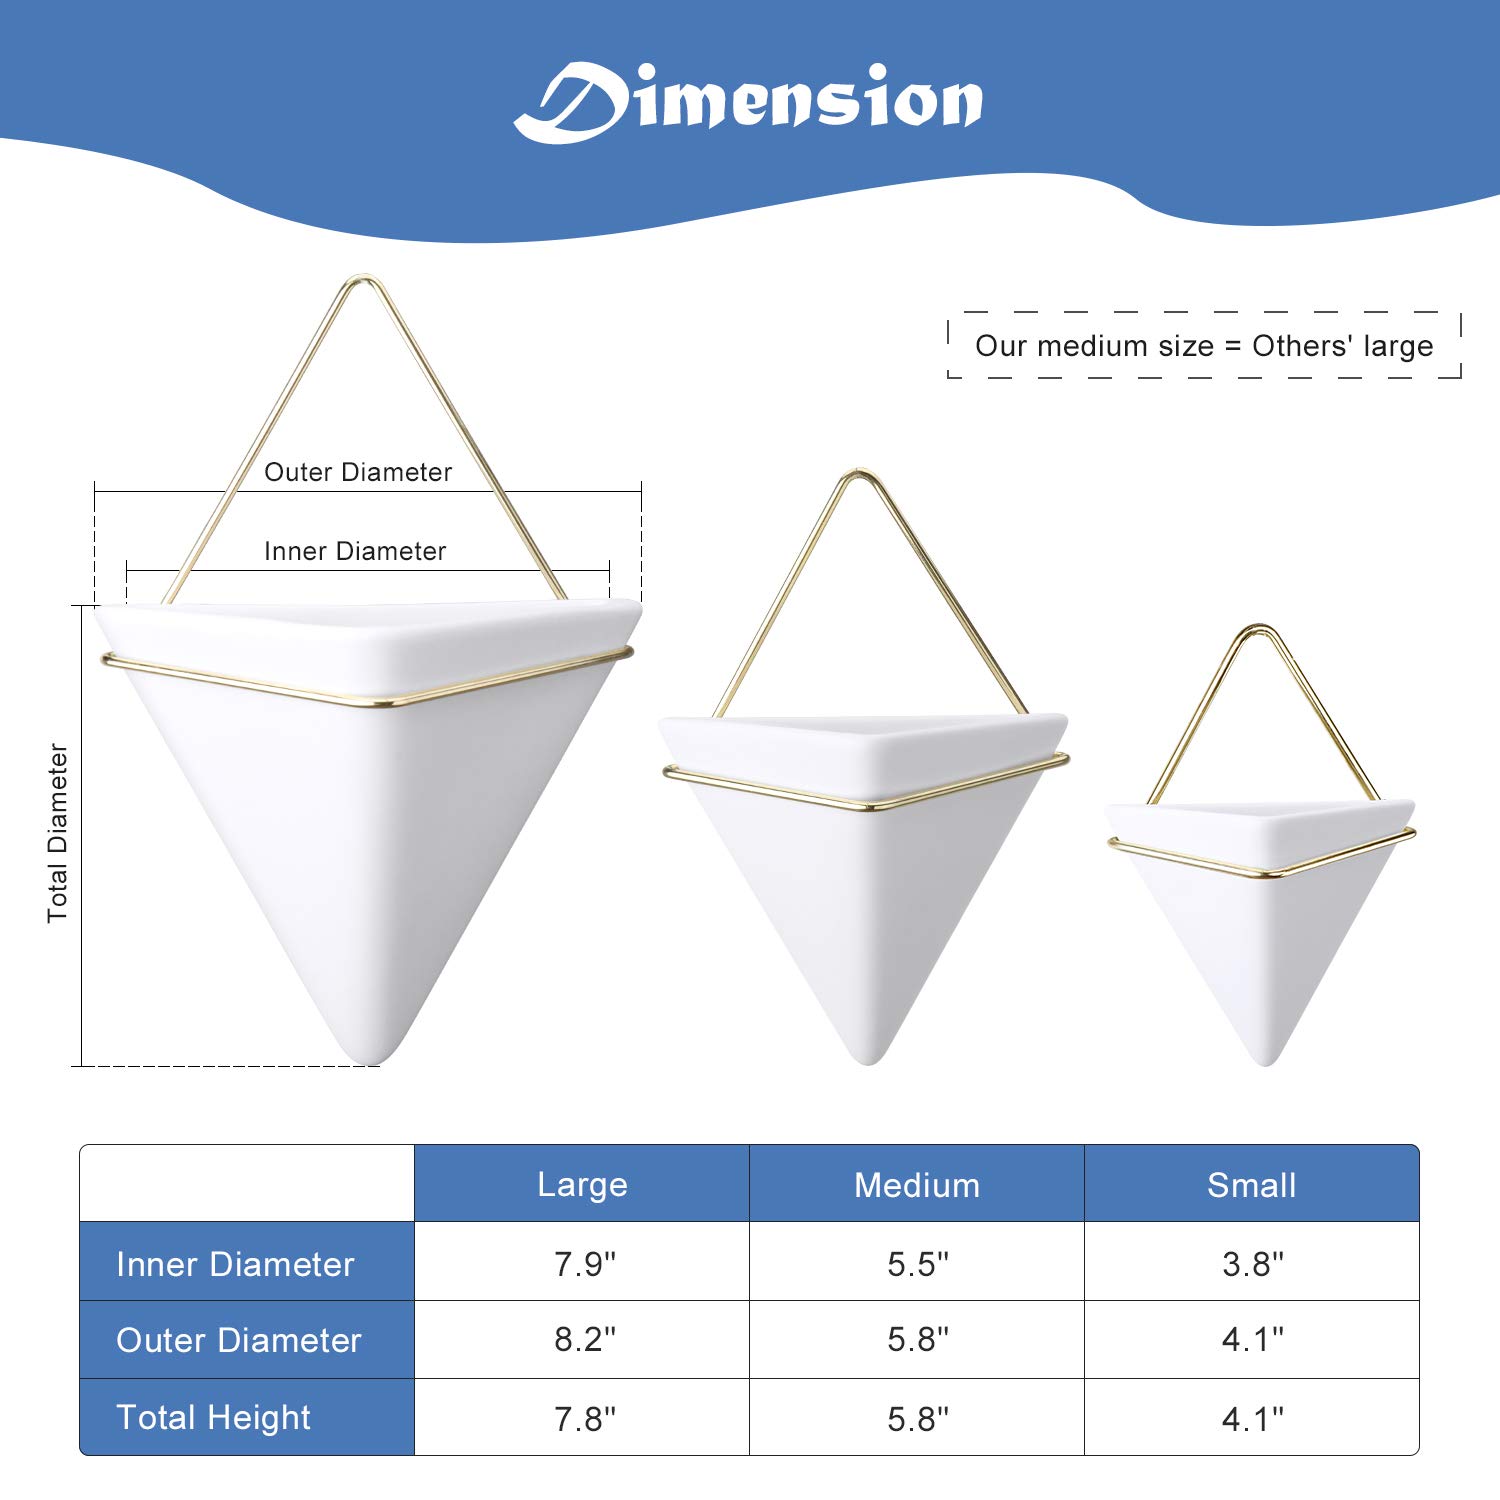 Dimension
Our medium size = Others' large
Outer Diameter
Inner Diameter
Total Diameter
Large Medium Small
Inner Diameter 7.9" 5.5" 3.8"
Outer Diameter 8.2" 5.8" 4.1"
Total Height 7.8" 5.8" 4.1"